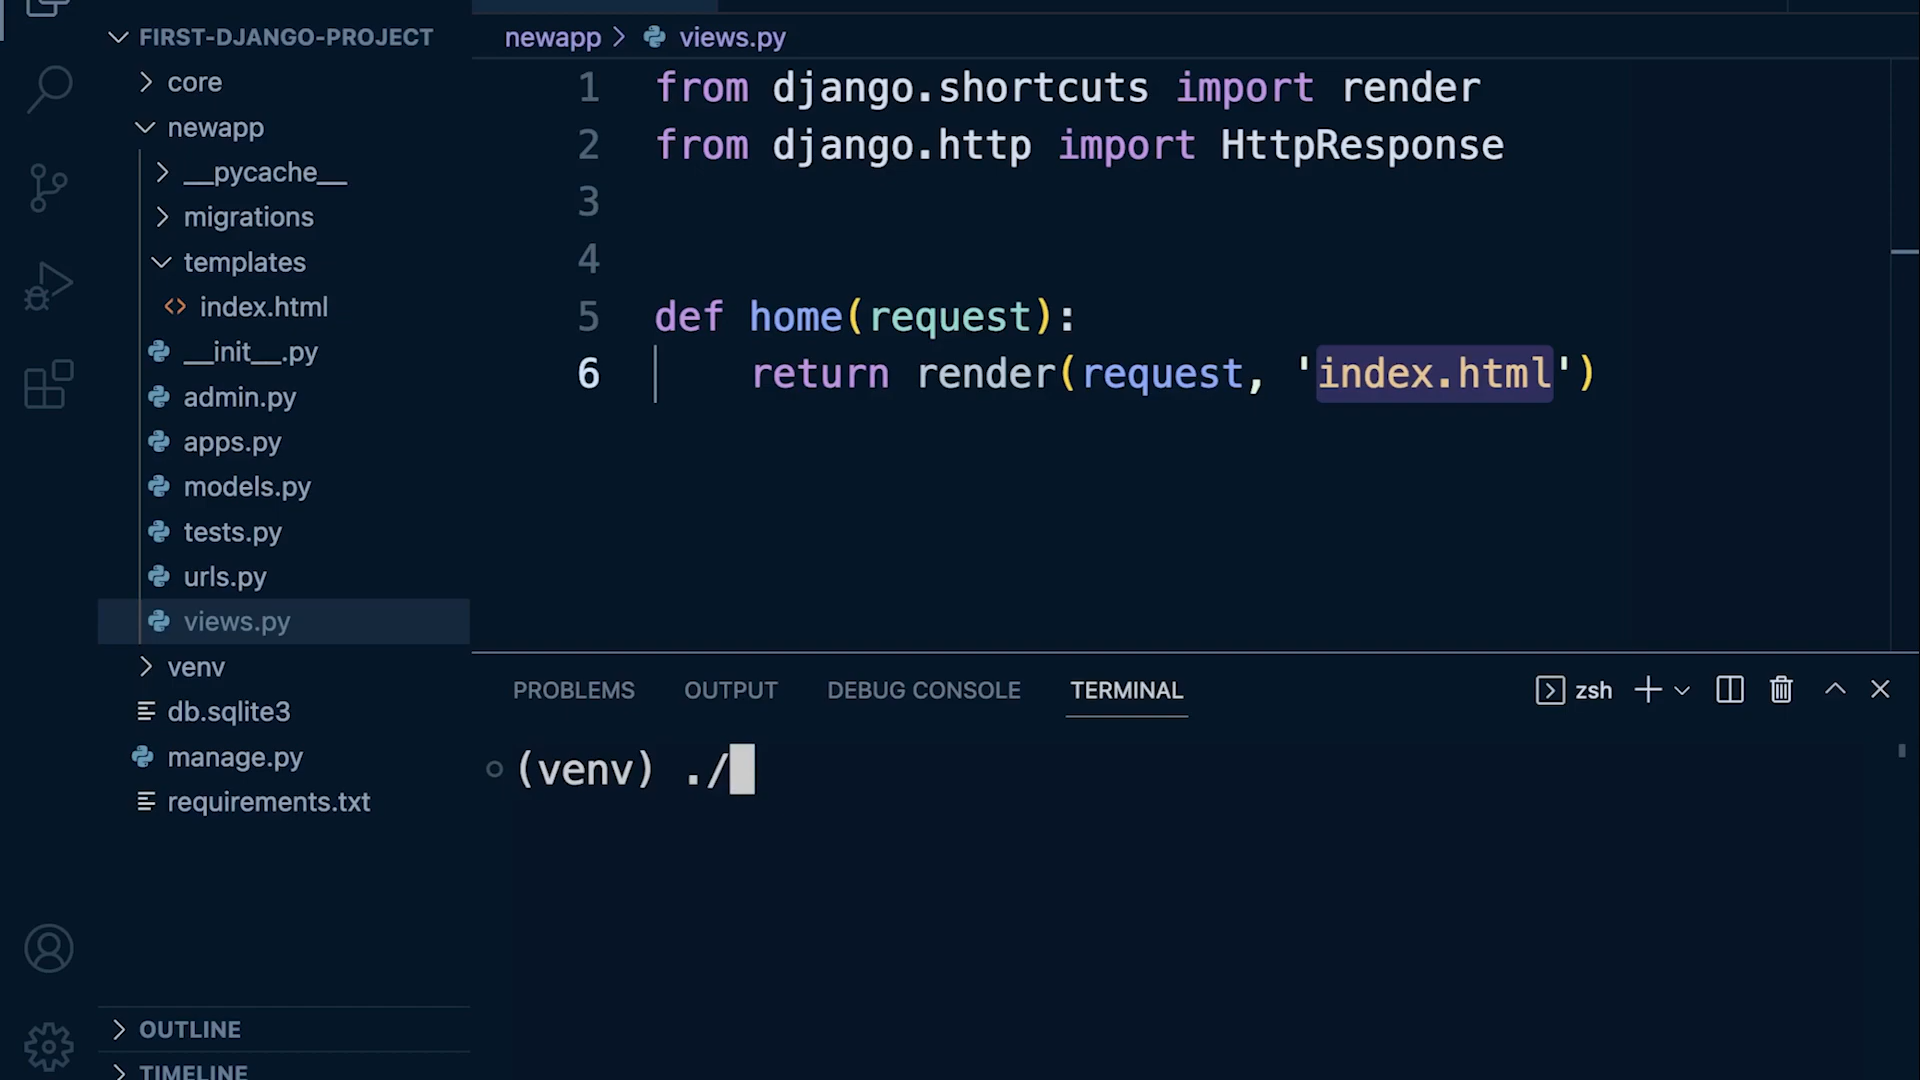 FIRST-DJANGO-PROJECT
core
newapp
__pycache__
migrations
templates
<> index.html
__init__.py
admin.py
apps.py
models.py
tests.py
urls.py
views.py
venv
db.sqlite3
manage.py
requirements.txt
OUTLINE
TIMELINE
newapp > views.py
1 from django.shortcuts import render
2 from django.http import HttpResponse
3
4
5 def home(request):
6 return render(request, 'index.html')
PROBLEMS OUTPUT DEBUG CONSOLE TERMINAL zsh
(venv) ./